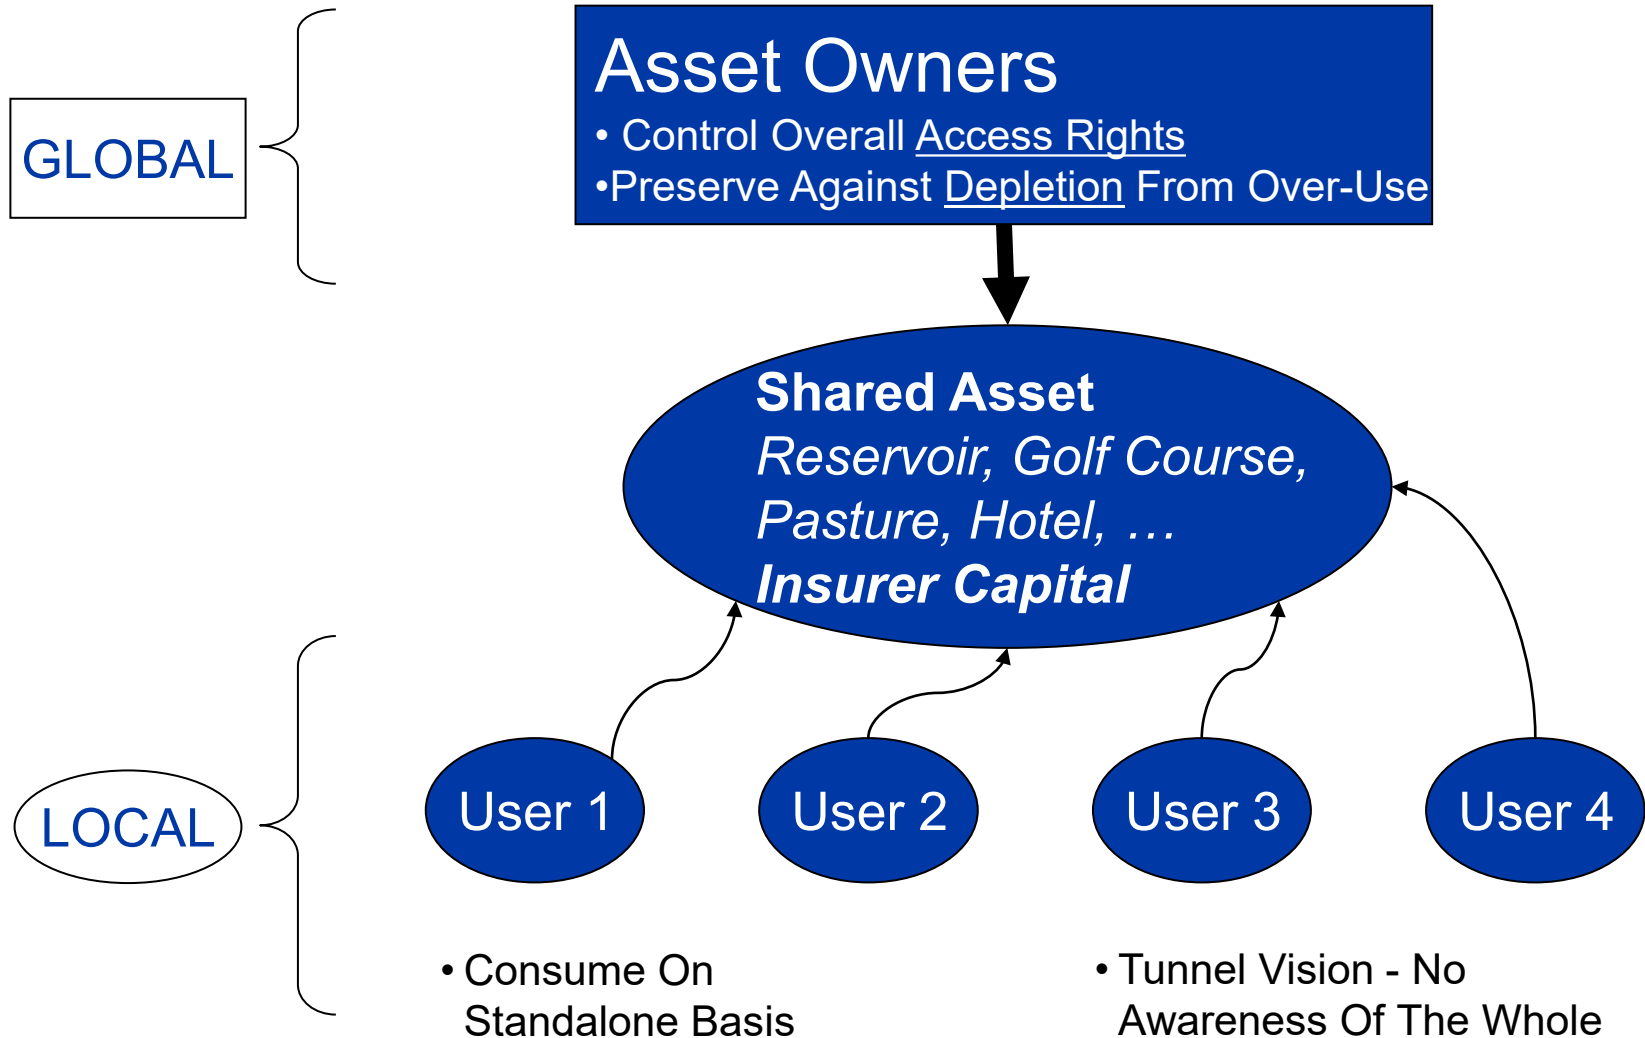 GLOBAL
Asset Owners
• Control Overall Access Rights
•Preserve Against Depletion From Over-Use
Shared Asset
Reservoir, Golf Course,
Pasture, Hotel, …
Insurer Capital
LOCAL
User 1
User 2
User 3
User 4
• Consume On
Standalone Basis
• Tunnel Vision - No
Awareness Of The Whole